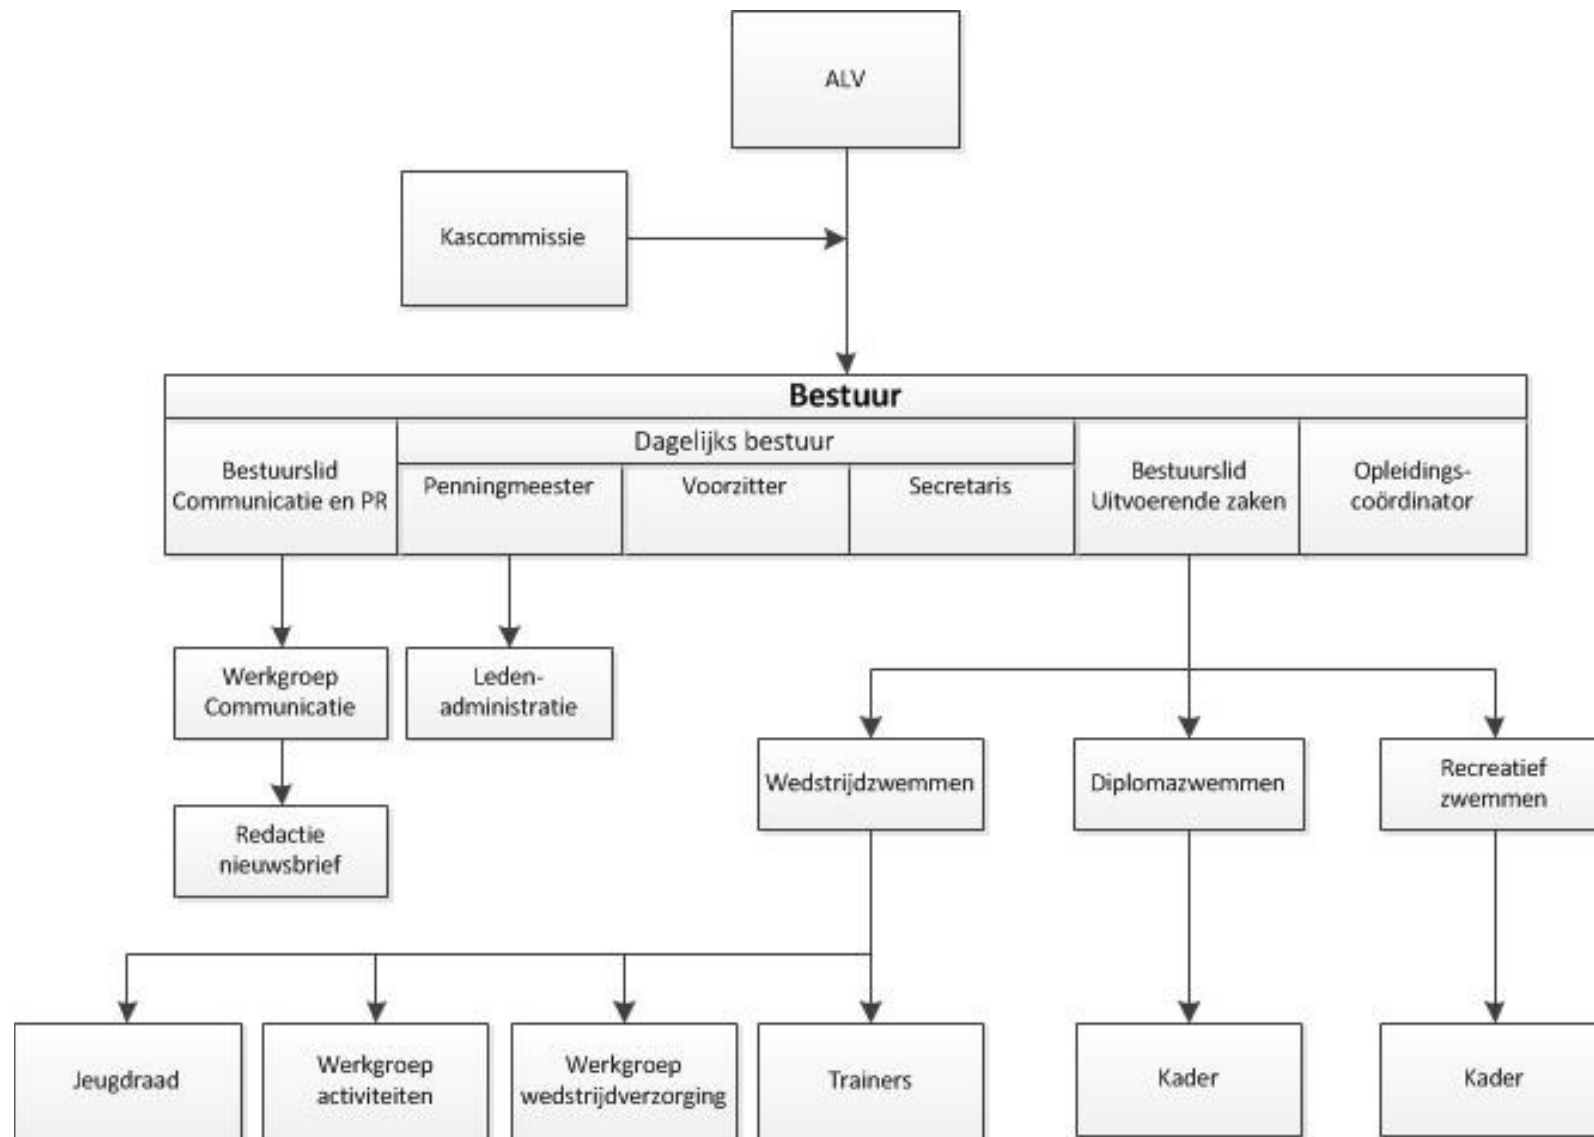 ALV
Kascommissie
Bestuur
Dagelijks bestuur
Bestuurslid
Communicatie en PR
Penningmeester
Voorzitter
Secretaris
Bestuurslid
Uitvoerende zaken
Opleidings-
coördinator
Werkgroep
Communicatie
Leden-
administratie
Redactie
nieuwsbrief
Wedstrijdzwemmen
Diplomazwemmen
Recreatief
zwemmen
Jeugdraad
Werkgroep
activiteiten
Werkgroep
wedstrijdverzorging
Trainers
Kader
Kader